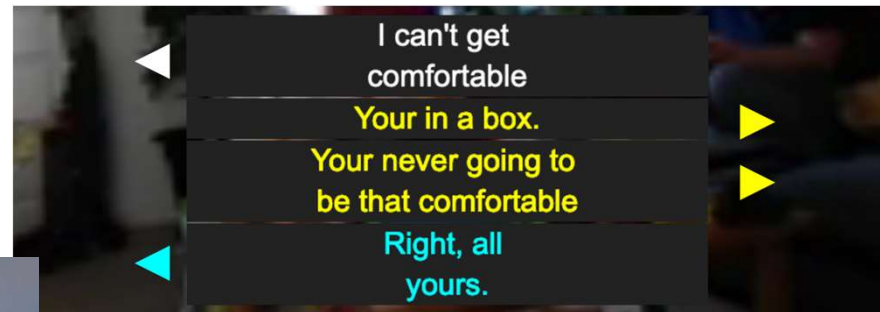 I can't get
comfortable
Your in a box.
Your never going to
be that comfortable
Right, all
yours.